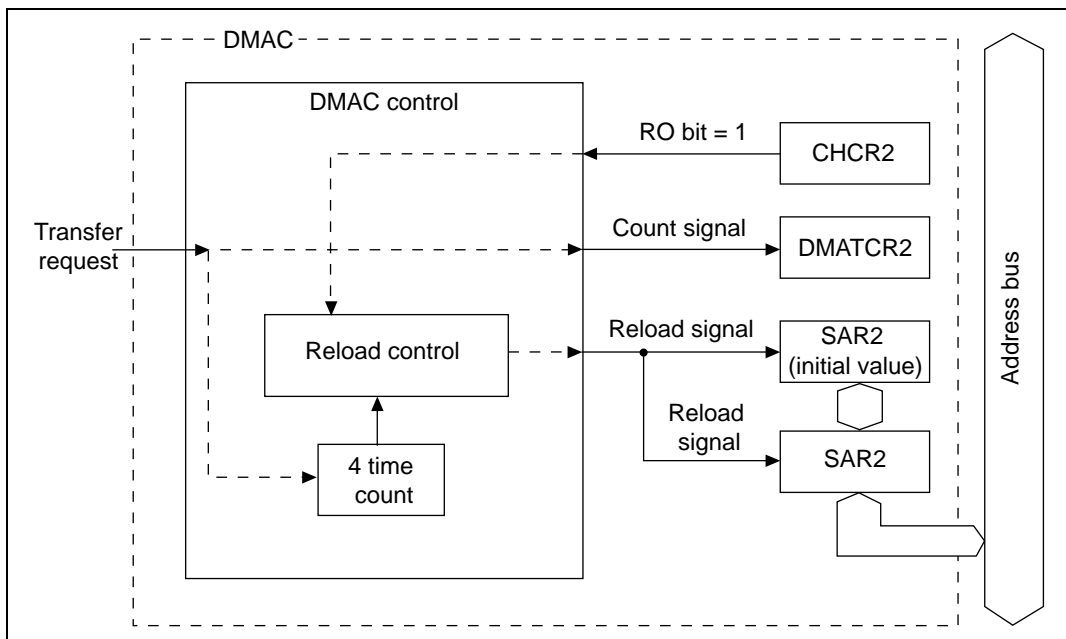 DMAC
DMAC control
RO bit = 1
CHCR2
Transfer
request
Count signal
DMATCR2
Reload control
Reload signal
SAR2
(initial value)
Reload
signal
SAR2
4 time
count
Address bus